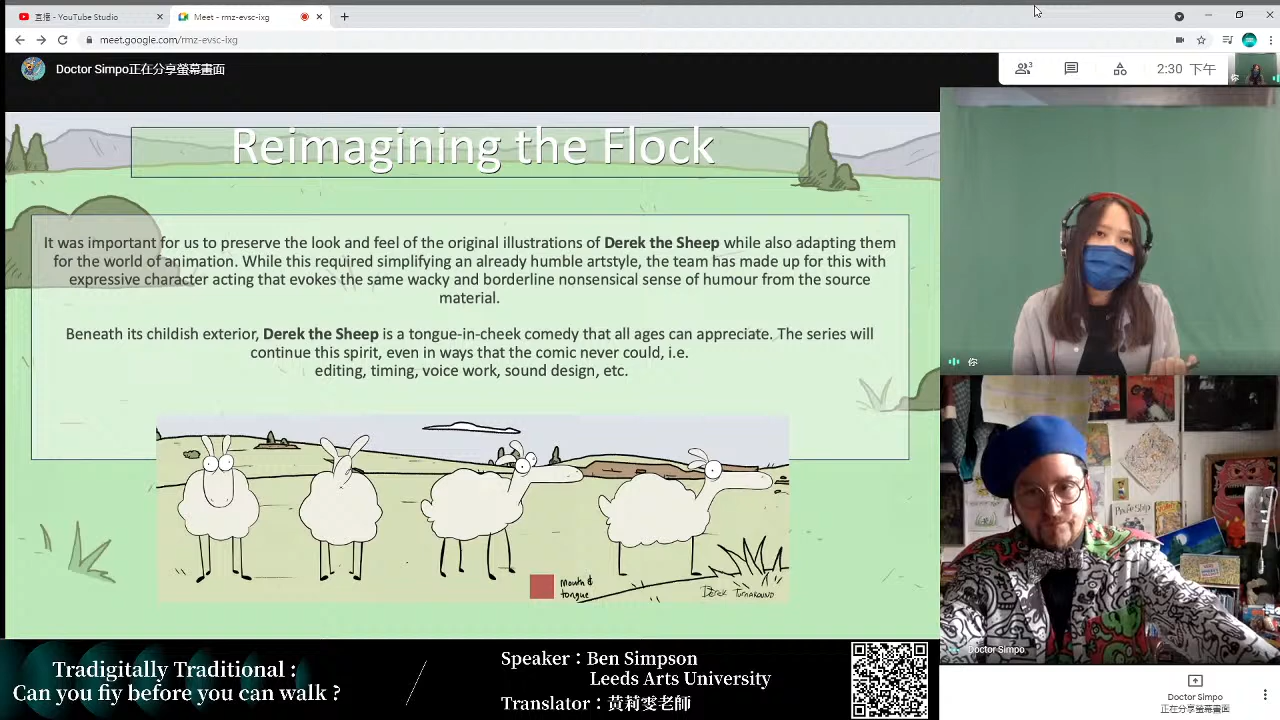 直播 - YouTube Studio
Meet - rmz-evsc-ixg
meet.google.com/rmz-evsc-ixg
Doctor Simpo正在分享螢幕畫面
3
2:30 下午
你
Reimagining the Flock
It was important for us to preserve the look and feel of the original illustrations of Derek the Sheep while also adapting them
for the world of animation. While this required simplifying an already humble artstyle, the team has made up for this with
expressive character acting that evokes the same wacky and borderline nonsensical sense of humour from the source
material.
Beneath its childish exterior, Derek the Sheep is a tongue-in-cheek comedy that all ages can appreciate. The series will
continue this spirit, even in ways that the comic never could, i.e.
editing, timing, voice work, sound design, etc.
Mouth &
tongue
Derek Turnaround
你
Doctor Simpo
Tradigitally Traditional :
Can you fiy before you can walk ?
Speaker：Ben Simpson
Leeds Arts University
Translator：黄莉雯老師
Doctor Simpo
正在分享螢幕畫面